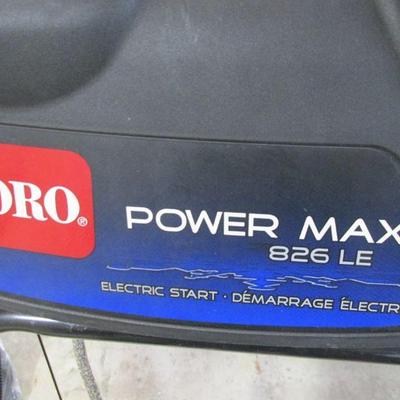 ORO®
POWER MAX
826 LE
ELECTRIC START · DÉMARRAGE ÉLECTR